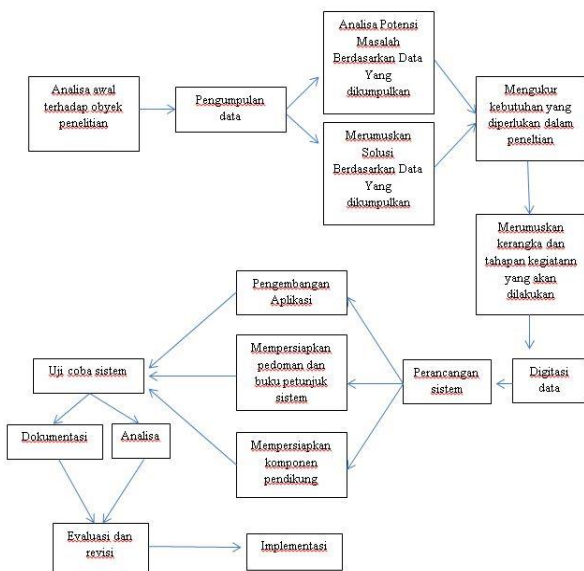 Analisa awal
terhadap obyek
penelitian
Pengumpulan
data
Analisa Potensi
Masalah
Berdasarkan Data
Yang
dikumpulkan
Merumuskan
Solusi
Berdasarkan Data
Yang
dikumpulkan
Mengukur
kebutuhan yang
diperlukan dalam
peneltian
Merumuskan
kerangka dan
tahapan kegiatann
yang akan
dilakukan
Digitasi
data
Perancangan
sistem
Pengembangan
Aplikasi
Mempersiapkan
pedoman dan
buku petunjuk
sistem
Mempersiapkan
komponen
pendikung
Uji coba sistem
Dokumentasi
Analisa
Evaluasi dan
revisi
Implementasi